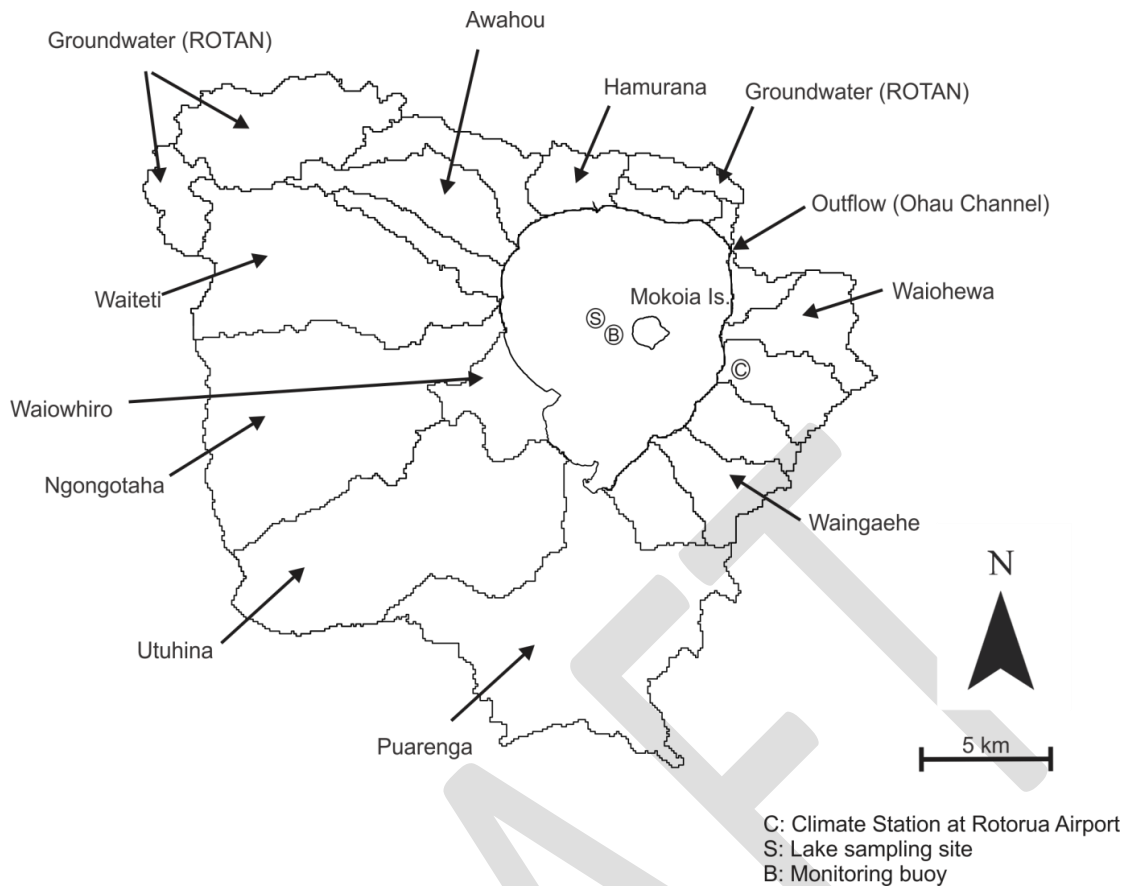 Awahou
Groundwater (ROTAN)
Hamurana
Groundwater (ROTAN)
Outflow (Ohau Channel)
Mokoia Is.
Waiohewa
Waiteti
S
B
C
Waiowhiro
Ngongotaha
Waingaehe
N
Utuhina
Puarenga
5 km
C: Climate Station at Rotorua Airport
S: Lake sampling site
B: Monitoring buoy